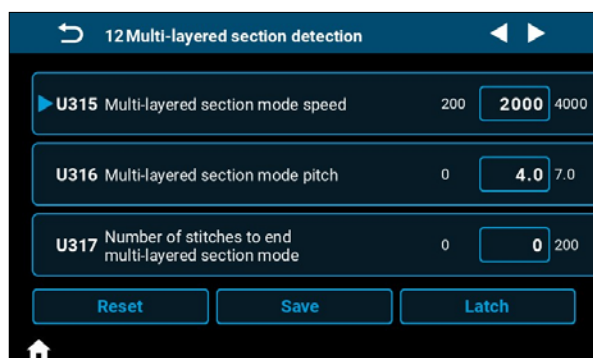 12 Multi-layered section detection
U315 Multi-layered section mode speed 200 2000 4000
U316 Multi-layered section mode pitch 0 4.0 7.0
U317 Number of stitches to end
multi-layered section mode 0 0 200
Reset Save Latch